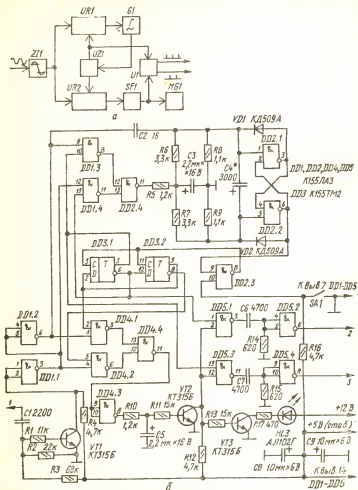 UR1
G1
Г
ZI1
UZ1
U1
UR2
SF1
MG1
а
C2 16
VD1 КД509А
&
DD1.3
R6 3,3к
C3 2,2мк× ×16В
R8 1,1к
C4* 3000
DD2.1
DD1,DD2,DD4,DD5 К155ЛА3
DD3 К155ТМ2
DD1.4
DD2.4
R5 1,2к
R7 3,3к
R9 1,1к
DD2.2
VD2 КД509А
DD3.1
DD3.2
DD2.3
К выв.7 DD1-DD5
SA1
DD1.2
DD4.1
DD4.4
DD5.1
C6 4700
DD5.2
2
R14 620
R16 4,7к
DD1.1
DD4.2
DD5.3
C7 4700
DD5.4
3
1
C1 2200
R4 4,7к
DD4.3
R10 1,2к
R11 15к
VT2 КТ315Б
R15 620
+12В
R1 11к
R2 22к
VT1 КТ315Б
C5 2,2мк×16В
R13 15к
R17 470
HL3 АЛ102Г
+5В (стаб.)
C9 10мк×6В
R3 68к
R12 4,7к
VT3 КТ315Б
C8 10мк×6В
К выв.14 DD1-DD5
б